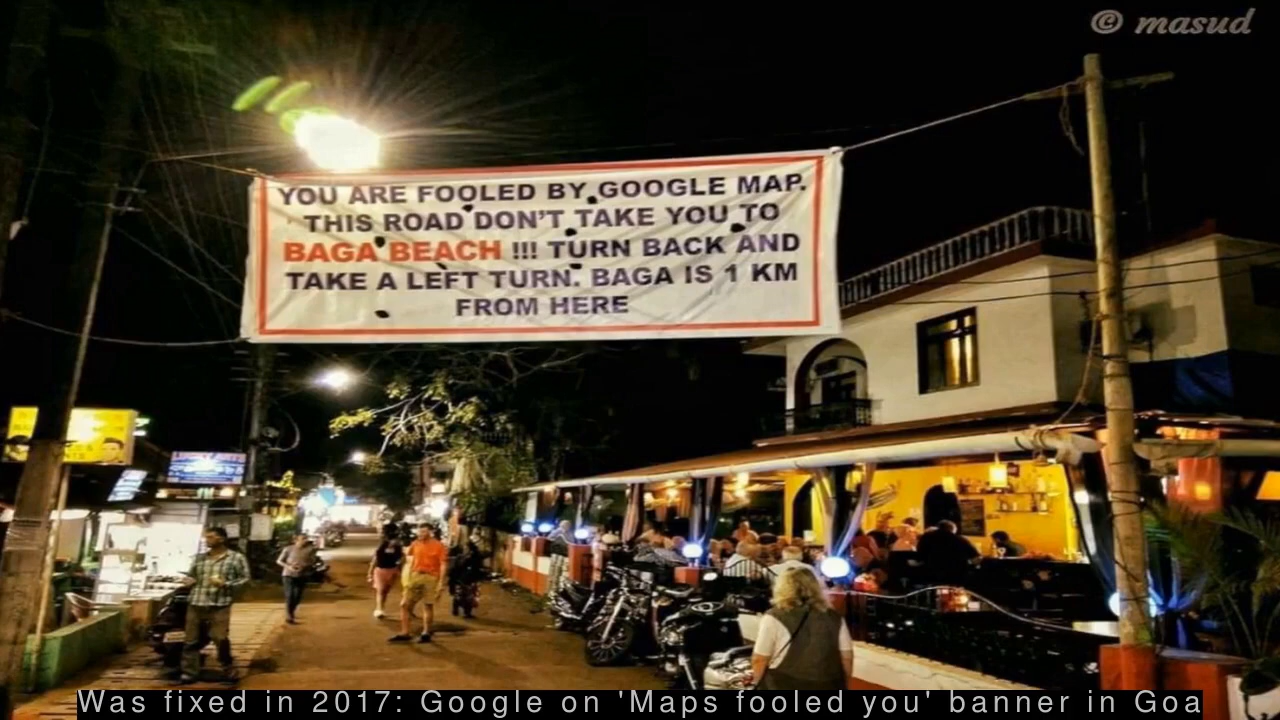 © masud
YOU ARE FOOLED BY GOOGLE MAP.
THIS ROAD DON'T TAKE YOU TO
BAGA BEACH !!! TURN BACK AND
TAKE A LEFT TURN. BAGA IS 1 KM
FROM HERE
Was fixed in 2017: Google on 'Maps fooled you' banner in Goa